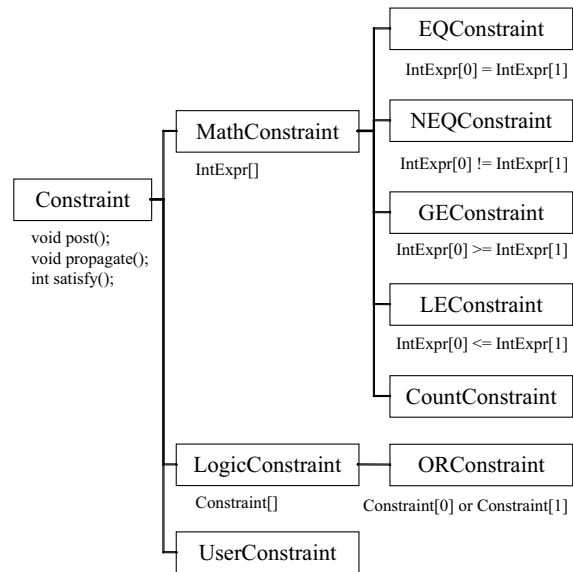 EQConstraint
IntExpr[0] = IntExpr[1]
MathConstraint
IntExpr[]
NEQConstraint
IntExpr[0] != IntExpr[1]
Constraint
void post();
void propagate();
int satisfy();
GEConstraint
IntExpr[0] >= IntExpr[1]
LEConstraint
IntExpr[0] <= IntExpr[1]
CountConstraint
LogicConstraint
Constraint[]
ORConstraint
Constraint[0] or Constraint[1]
UserConstraint